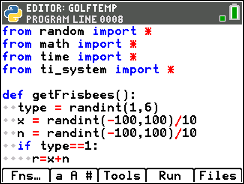 EDITOR: GOLFTEMP
PROGRAM LINE 0008
from random import *
from math import *
from time import *
from ti_system import *
def getFrisbees():
type = randint(1,6)
x = randint(-100,100)/10
n = randint(-100,100)/10
if type==1:
r=x+n
Fns… a A # Tools Run Files